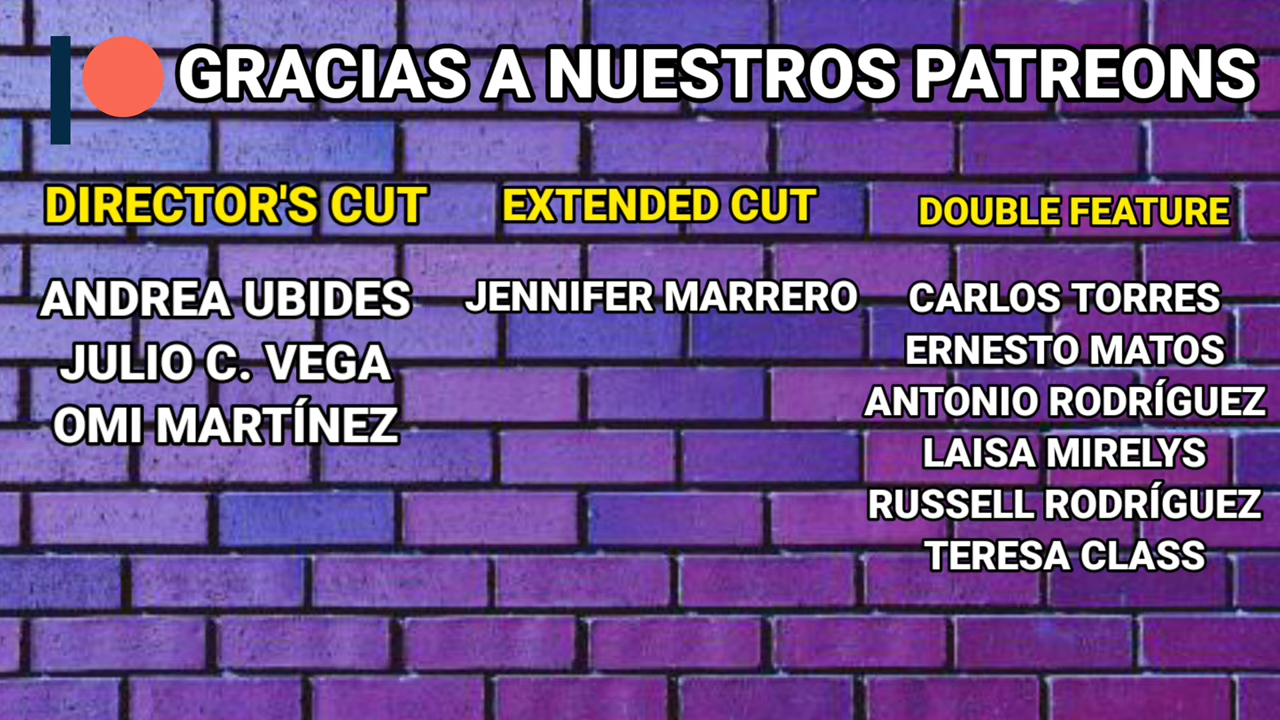 GRACIAS A NUESTROS PATREONS
DIRECTOR'S CUT
ANDREA UBIDES
JULIO C. VEGA
OMI MARTÍNEZ
EXTENDED CUT
JENNIFER MARRERO
DOUBLE FEATURE
CARLOS TORRES
ERNESTO MATOS
ANTONIO RODRÍGUEZ
LAISA MIRELYS
RUSSELL RODRÍGUEZ
TERESA CLASS